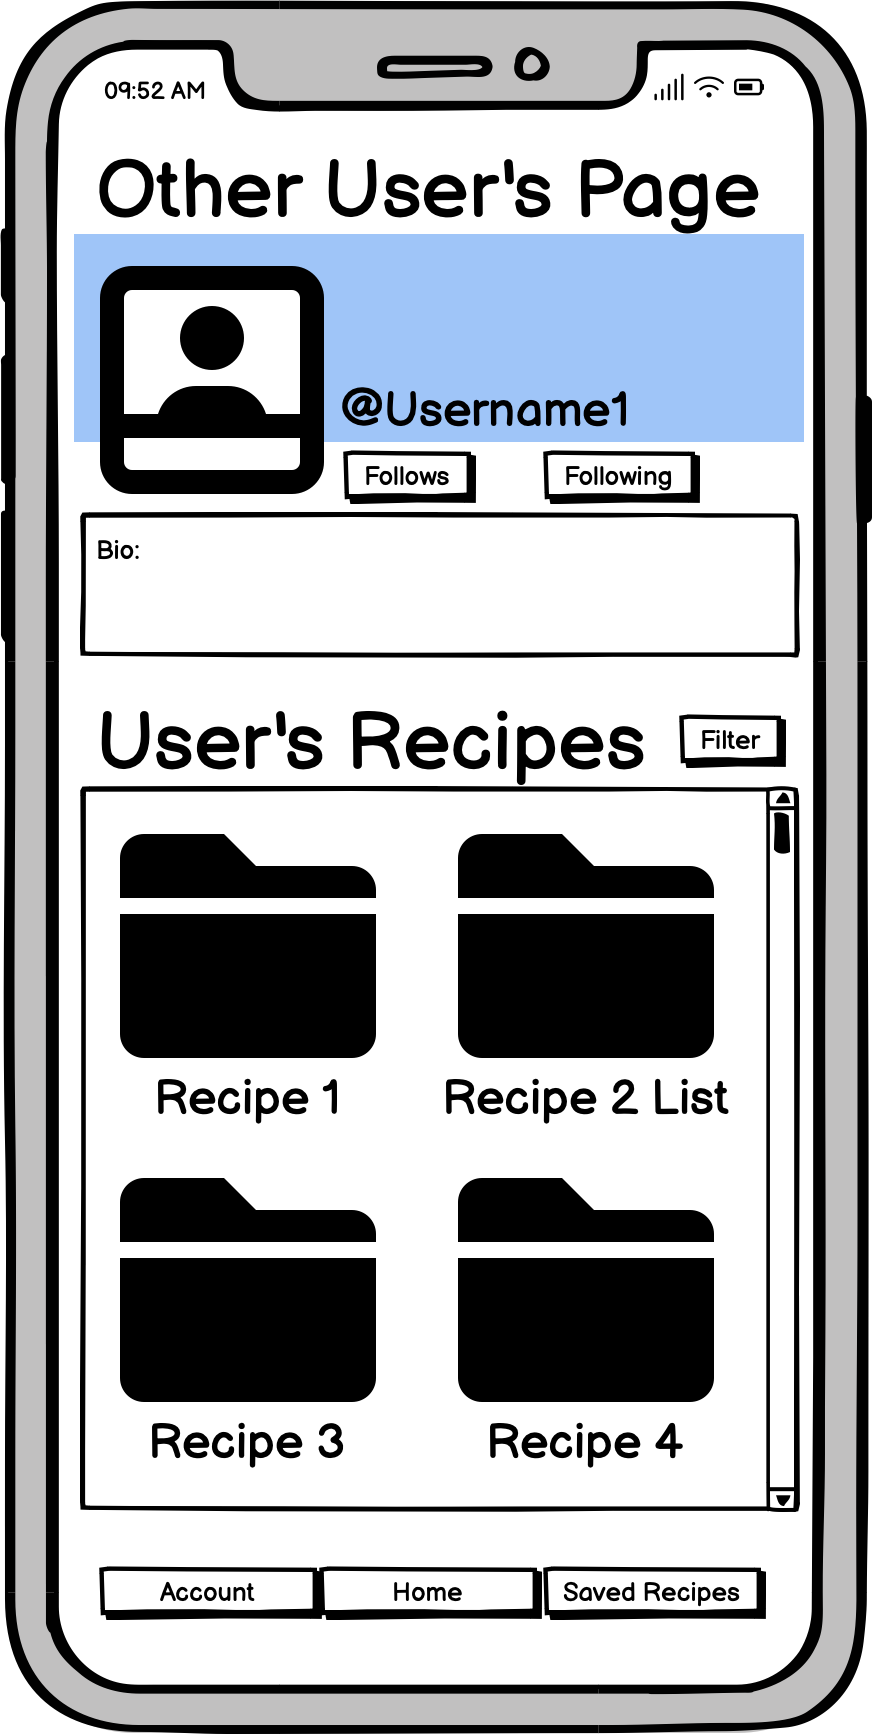 09:52 AM
Other User's Page
@Username1
Follows Following
Bio:
User's Recipes Filter
Recipe 1 Recipe 2 List
Recipe 3 Recipe 4
Account Home Saved Recipes